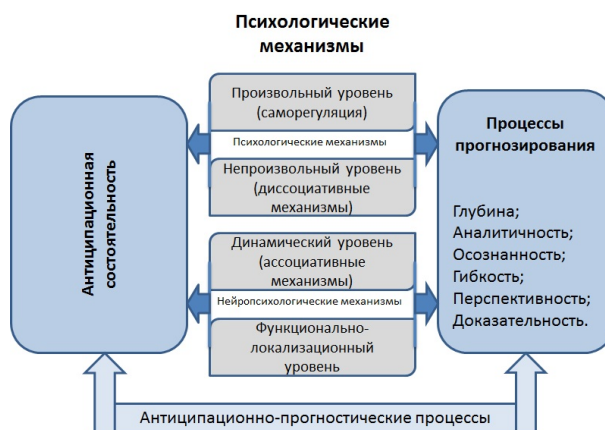 Психологические
механизмы
Антиципационная
состоятельность
Произвольный уровень
(саморегуляция)
Психологические механизмы
Непроизвольный уровень
(диссоциативные
механизмы)
Динамический уровень
(ассоциативные
механизмы)
Нейропсихологические механизмы
Функционально-
локализационный
уровень
Процессы
прогнозирования
Глубина;
Аналитичность;
Осознанность;
Гибкость;
Перспективность;
Доказательность.
Антиципационно-прогностические процессы